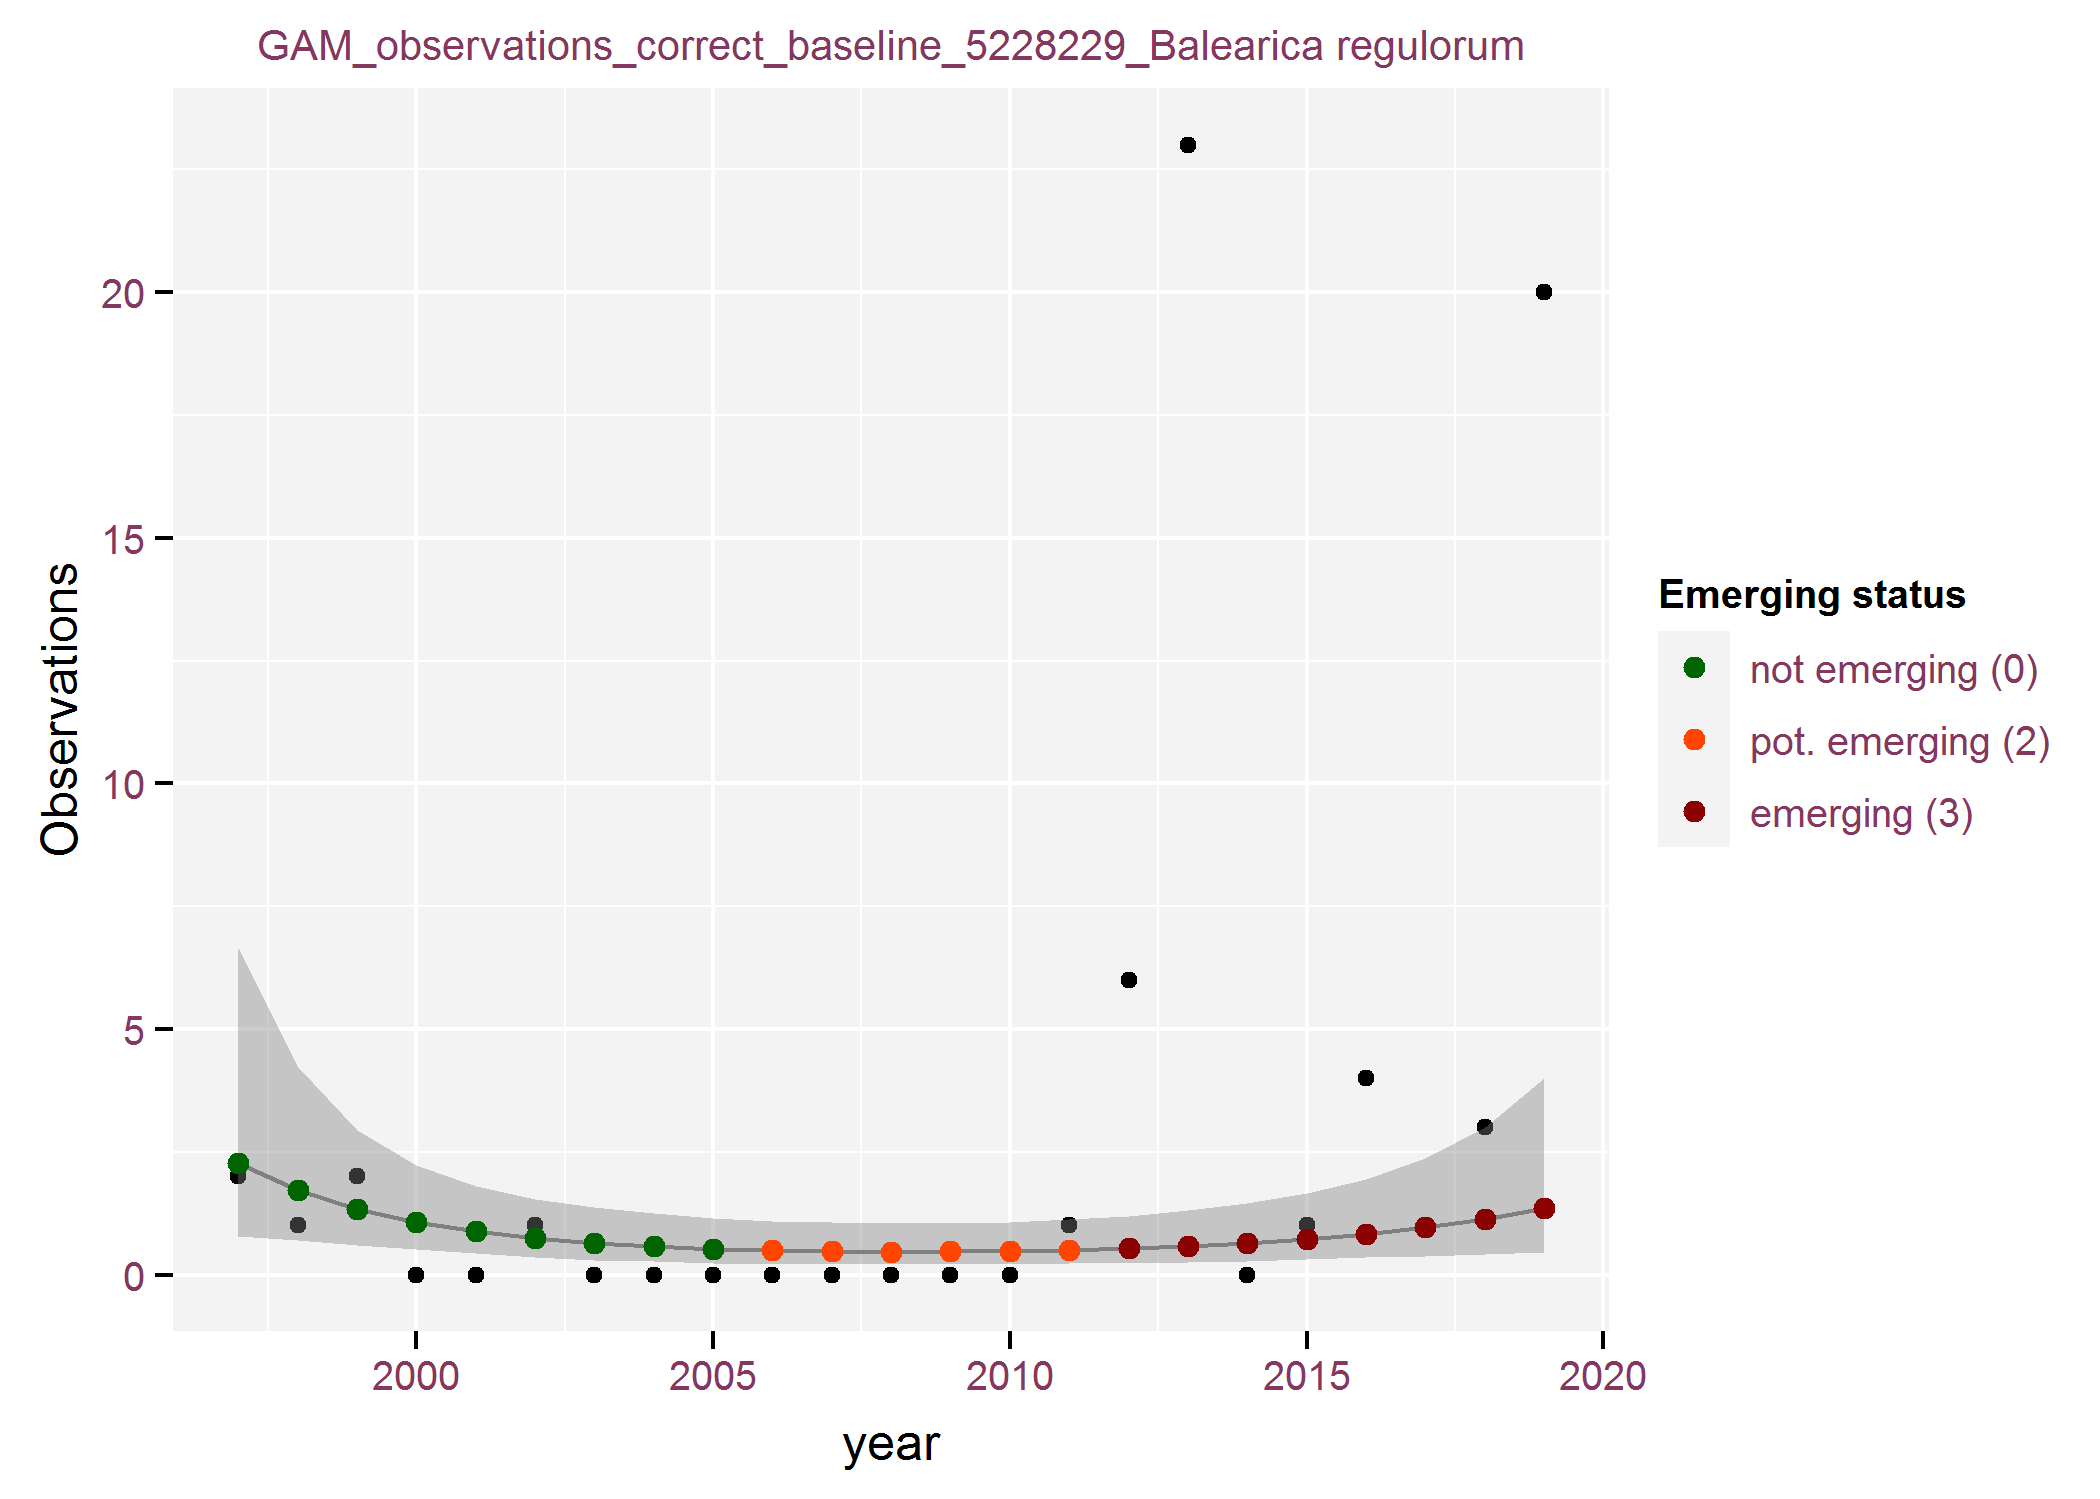 GAM_observations_correct_baseline_5228229_Balearica regulorum
Observations
20
15
10
5
0
2000 2005 2010 2015 2020
year
Emerging status
not emerging (0)
pot. emerging (2)
emerging (3)